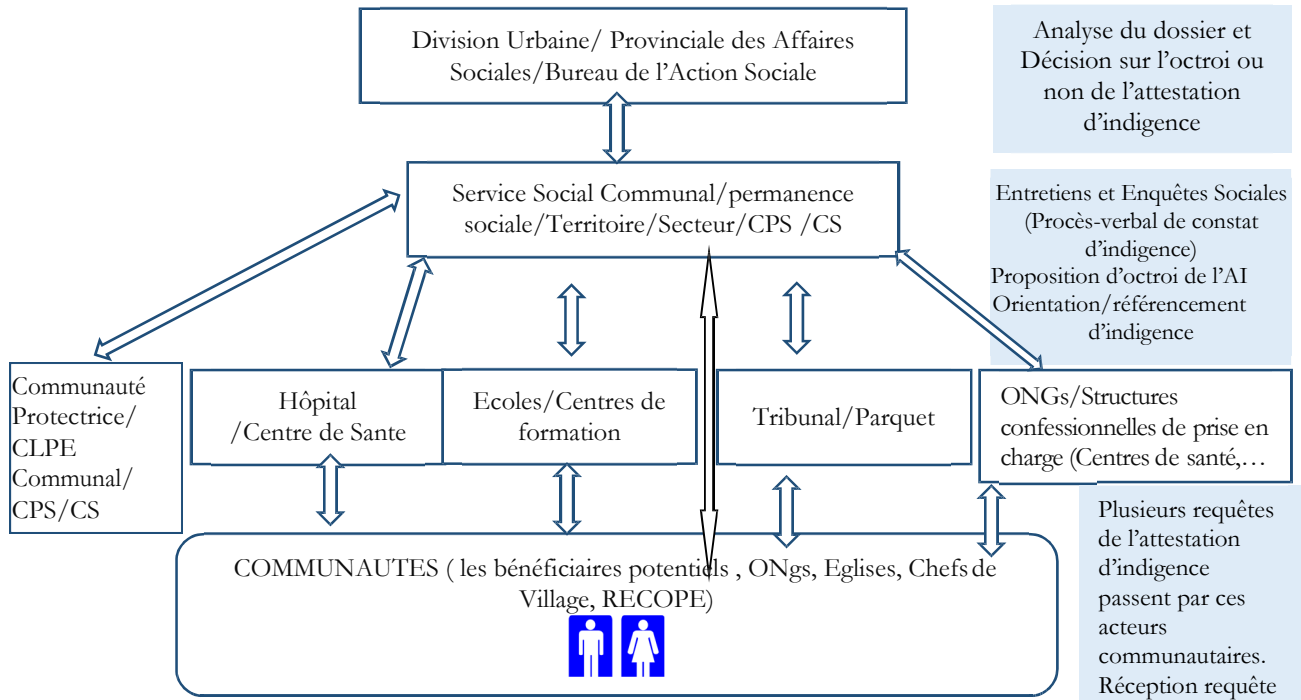 Division Urbaine/ Provinciale des Affaires
Sociales/Bureau de l'Action Sociale
Analyse du dossier et
Décision sur l'octroi ou
non de l'attestation
d'indigence
Service Social Communal/permanence
sociale/Territoire/Secteur/CPS /CS
Entretiens et Enquêtes Sociales
(Procès-verbal de constat
d'indigence)
Proposition d'octroi de l'AI
Orientation/référencement
d'indigence
Communauté
Protectrice/
CLPE
Communal/
CPS/CS
Hôpital
/Centre de Sante
Ecoles/Centres de
formation
Tribunal/Parquet
ONGs/Structures
confessionnelles de prise en
charge (Centres de santé,…
COMMUNAUTES ( les bénéficiaires potentiels , ONgs, Eglises, Chefs de
Village, RECOPE)
Plusieurs requêtes
de l'attestation
d'indigence
passent par ces
acteurs
communautaires.
Réception requête